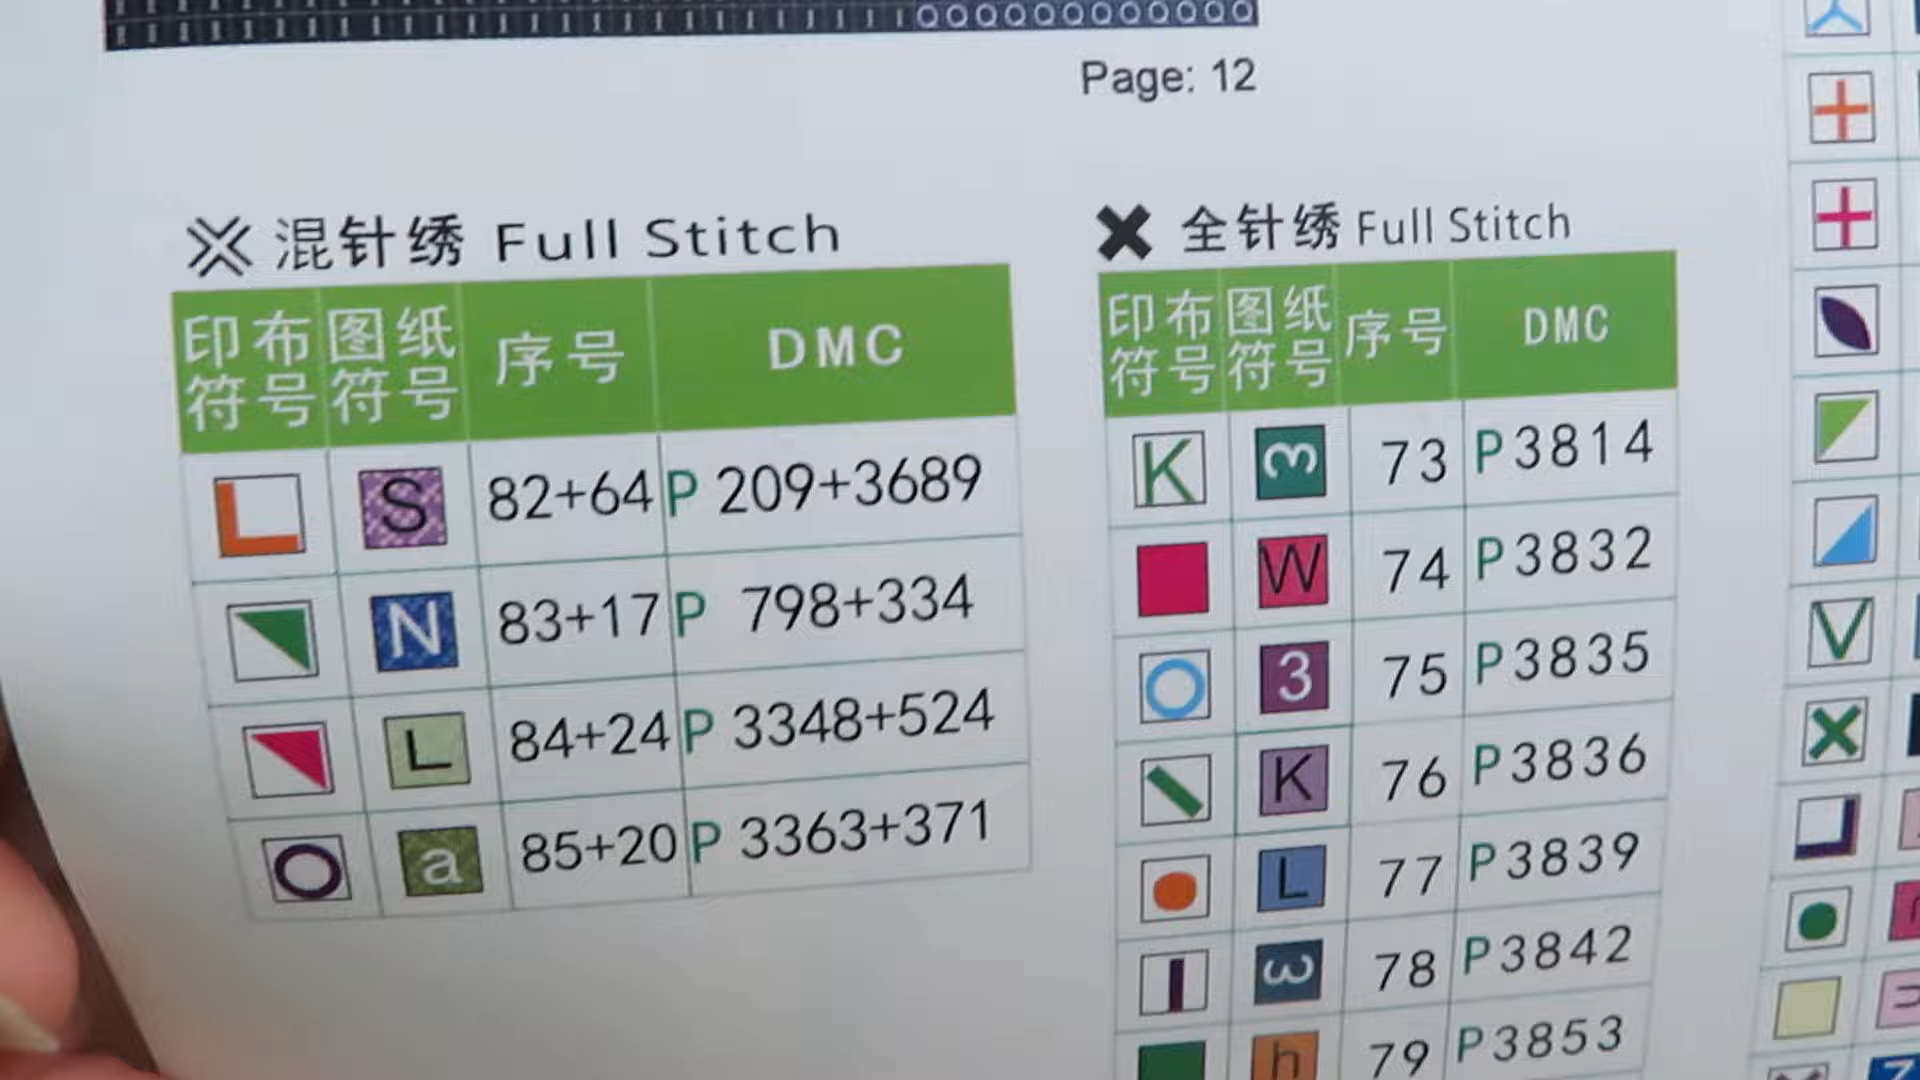 Page: 12
混针绣 Full Stitch
印布符号 图纸符号 序号 DMC
S 82+64 P 209+3689
N 83+17 P 798+334
L 84+24 P 3348+524
a 85+20 P 3363+371
全针绣 Full Stitch
印布符号 图纸符号 序号 DMC
K 3 73 P3814
W 74 P3832
3 75 P3835
K 76 P3836
L 77 P3839
ω 78 P3842
h 79 P3853
V